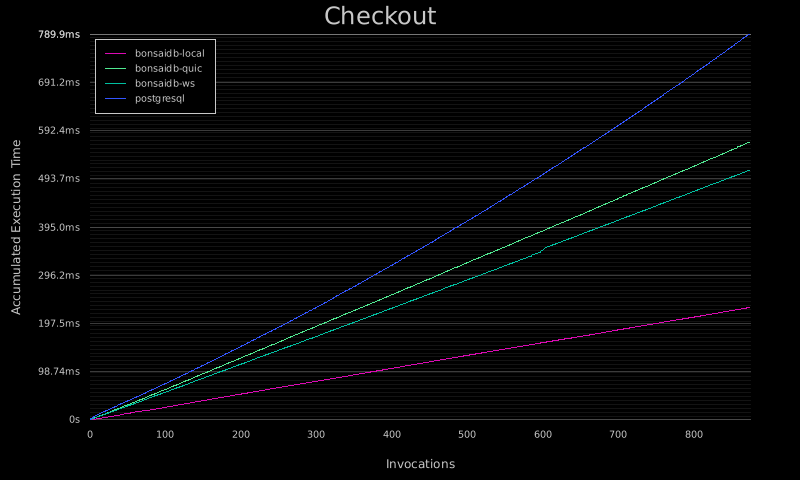 Checkout
789.9ms
bonsaidb-local
bonsaidb-quic
691.2ms
bonsaidb-ws
postgresql
592.4ms
493.7ms
395.0ms
296.2ms
197.5ms
98.74ms
0s
Accumulated Execution Time
0 100 200 300 400 500 600 700 800
Invocations